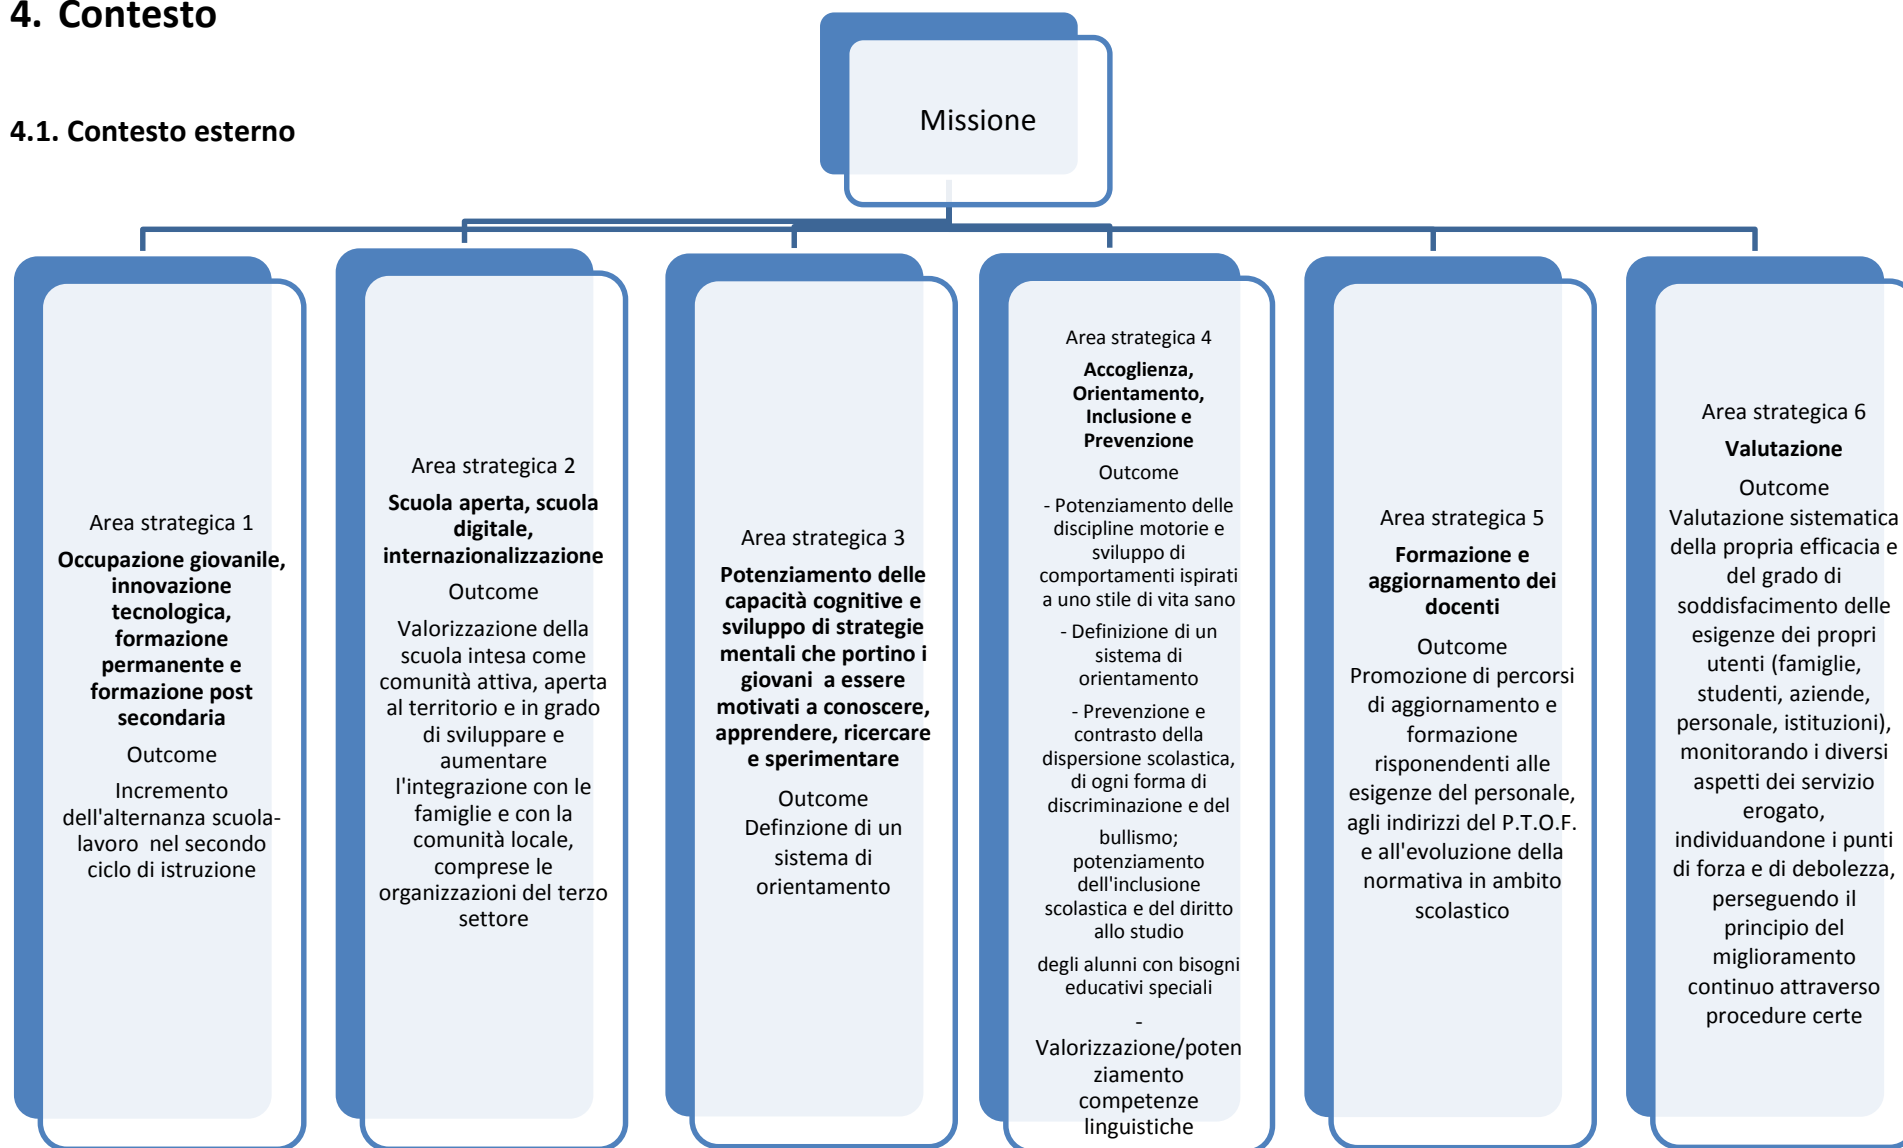 4. Contesto
4.1. Contesto esterno
Missione
Area strategica 1
Occupazione giovanile,
innovazione
tecnologica,
formazione
permanente e
formazione post
secondaria
Outcome
Incremento
dell'alternanza scuola-
lavoro nel secondo
ciclo di istruzione
Area strategica 2
Scuola aperta, scuola
digitale,
internazionalizzazione
Outcome
Valorizzazione della
scuola intesa come
comunità attiva, aperta
al territorio e in grado
di sviluppare e
aumentare
l'integrazione con le
famiglie e con la
comunità locale,
comprese le
organizzazioni del terzo
settore
Area strategica 3
Potenziamento delle
capacità cognitive e
sviluppo di strategie
mentali che portino i
giovani a essere
motivati a conoscere,
apprendere, ricercare
e sperimentare
Outcome
Definzione di un
sistema di
orientamento
Area strategica 4
Accoglienza,
Orientamento,
Inclusione e
Prevenzione
Outcome
- Potenziamento delle
discipline motorie e
sviluppo di
comportamenti ispirati
a uno stile di vita sano
- Definizione di un
sistema di
orientamento
- Prevenzione e
contrasto della
dispersione scolastica,
di ogni forma di
discriminazione e del
bullismo;
potenziamento
dell'inclusione
scolastica e del diritto
allo studio
degli alunni con bisogni
educativi speciali
-
Valorizzazione/poten
ziamento
competenze
linguistiche
Area strategica 5
Formazione e
aggiornamento dei
docenti
Outcome
Promozione di percorsi
di aggiornamento e
formazione
rispondenti alle
esigenze del personale,
agli indirizzi del P.T.O.F.
e all'evoluzione della
normativa in ambito
scolastico
Area strategica 6
Valutazione
Outcome
Valutazione sistematica
della propria efficacia e
del grado di
soddisfacimento delle
esigenze dei propri
utenti (famiglie,
studenti, aziende,
personale, istituzioni),
monitorando i diversi
aspetti dei servizio
erogato,
individuandone i punti
di forza e di debolezza,
perseguendo il
principio del
miglioramento
continuo attraverso
procedure certe